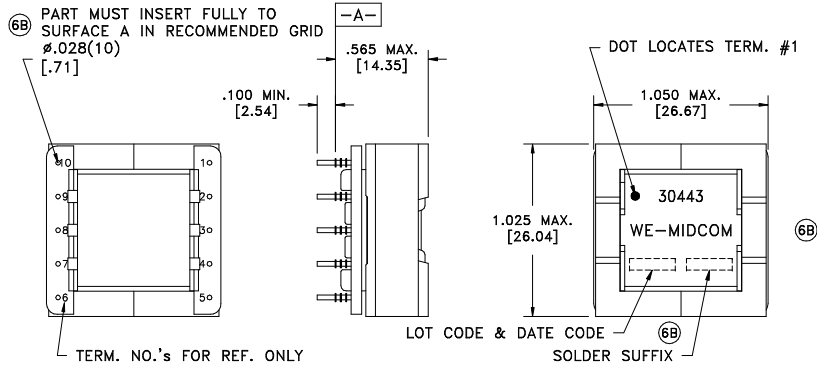 6B PART MUST INSERT FULLY TO
SURFACE A IN RECOMMENDED GRID
ø.028(10)
[.71]
-A-
.565 MAX.
[14.35]
.100 MIN.
[2.54]
DOT LOCATES TERM. #1
1.050 MAX.
[26.67]
10 1
9 2
8 3
7 4
6 5
1.025 MAX.
[26.04]
30443
WE-MIDCOM
6B
LOT CODE & DATE CODE 6B
SOLDER SUFFIX
TERM. NO.'s FOR REF. ONLY